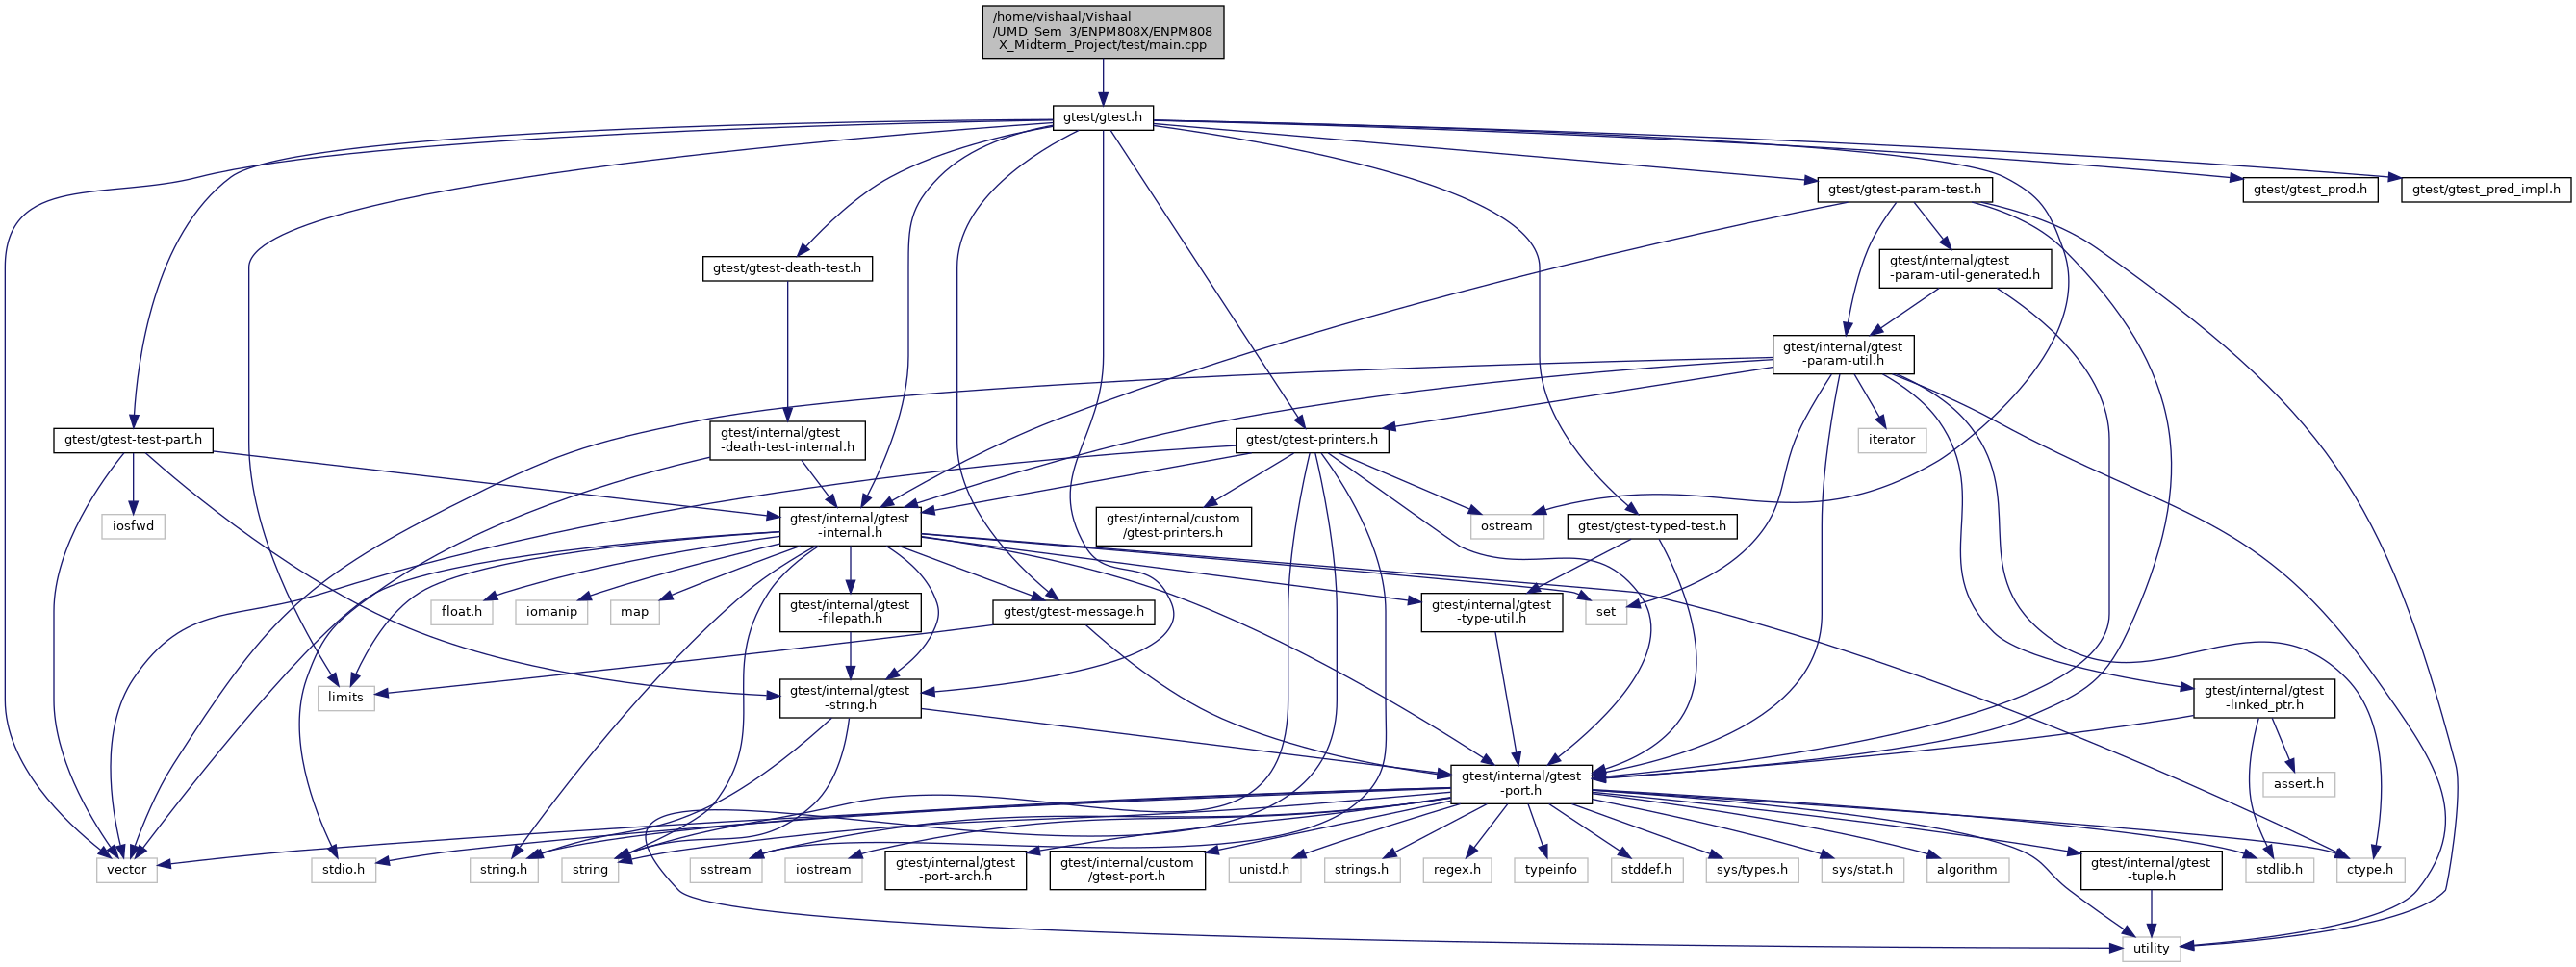 /home/vishaal/Vishaal
/UMD_Sem_3/ENPM808X/ENPM808
X_Midterm_Project/test/main.cpp
gtest/gtest.h
gtest/gtest-param-test.h
gtest/gtest_prod.h
gtest/gtest_pred_impl.h
gtest/gtest-death-test.h
gtest/internal/gtest
-param-util-generated.h
gtest/internal/gtest
-param-util.h
gtest/gtest-test-part.h
gtest/internal/gtest
-death-test-internal.h
gtest/gtest-printers.h
iterator
iosfwd
gtest/internal/gtest
-internal.h
gtest/internal/custom
/gtest-printers.h
ostream
gtest/gtest-typed-test.h
float.h
iomanip
map
gtest/internal/gtest
-filepath.h
gtest/gtest-message.h
gtest/internal/gtest
-type-util.h
set
limits
gtest/internal/gtest
-string.h
gtest/internal/gtest
-linked_ptr.h
gtest/internal/gtest
-port.h
assert.h
vector
stdio.h
string.h
string
sstream
iostream
gtest/internal/gtest
-port-arch.h
gtest/internal/custom
/gtest-port.h
unistd.h
strings.h
regex.h
typeinfo
stddef.h
sys/types.h
sys/stat.h
algorithm
gtest/internal/gtest
-tuple.h
stdlib.h
ctype.h
utility